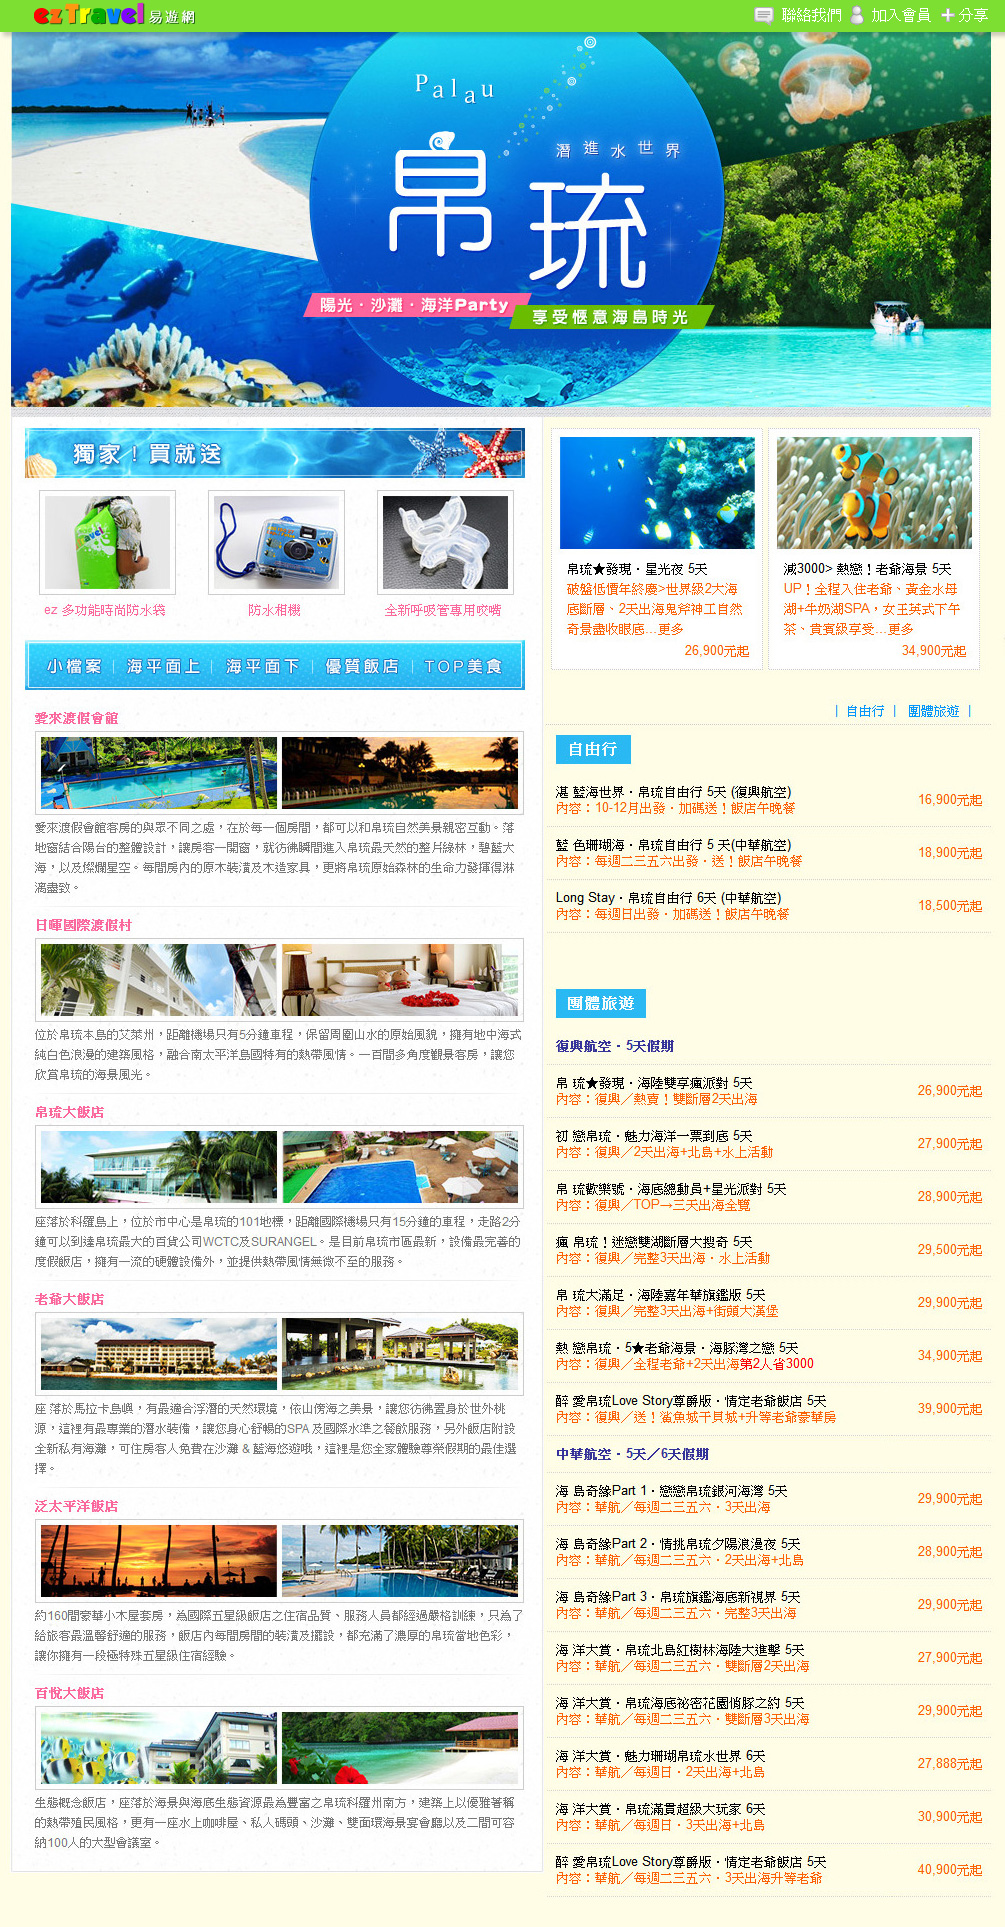 ezTravel 易遊網
聯絡我們 加入會員 分享
Palau
帛琉
潛進水世界
陽光・沙灘・海洋Party
享受愜意海島時光
獨家！買就送
ez 多功能時尚防水袋
防水相機
全新呼吸管專用咬嘴
小檔案 | 海平面上 | 海平面下 | 優質飯店 | TOP美食
愛來渡假會館
愛來渡假會館客房的與眾不同之處，在於每一個房間，都可以和帛琉自然美景親密互動。落
地窗結合陽台的整體設計，讓房客一開窗，就彷彿瞬間進入帛琉最天然的整片綠林，碧藍大
海，以及燦爛星空。每間房內的原木裝潢及木造家具，更將帛琉原始森林的生命力發揮得淋
漓盡致。
日暉國際渡假村
位於帛琉本島的艾萊州，距離機場只有5分鐘車程，保留周圍山水的原始風貌，擁有地中海式
純白色浪漫的建築風格，融合南太平洋島國特有的熱帶風情。一百間多角度觀景客房，讓您
欣賞帛琉的海景風光。
帛琉大飯店
座落於科羅島上，位於市中心是帛琉的101地標，距離國際機場只有15分鐘的車程，走路2分
鐘可以到達帛琉最大的百貨公司WCTC及SURANGEL。是目前帛琉市區最新，設備最完善的
度假飯店，擁有一流的硬體設備外，並提供熱帶風情無微不至的服務。
老爺大飯店
座 落於馬拉卡島嶼，有最適合浮潛的天然環境，依山傍海之美景，讓您彷彿置身於世外桃
源，這裡有最專業的潛水裝備，讓您身心舒暢的SPA 及國際水準之餐飲服務，另外飯店附設
全新私有海灘，可住房客人免費在沙灘 & 藍海悠遊哦，這裡是您全家體驗尊榮假期的最佳選
擇。
泛太平洋飯店
約160間豪華小木屋套房，為國際五星級飯店之住宿品質、服務人員都經過嚴格訓練，只為了
給旅客最溫馨舒適的服務，飯店內每間房間的裝潢及擺設，都充滿了濃厚的帛琉當地色彩，
讓你擁有一段極特殊五星級住宿經驗。
百悅大飯店
生態概念飯店，座落於海景與海底生態資源最為豐富之帛琉科羅州南方，建築上以優雅著稱
的熱帶殖民風格，更有一座水上咖啡屋、私人碼頭、沙灘、雙面環海景宴會廳以及二間可容
納100人的大型會議室。
帛琉★發現・星光夜 5天
破盤低價年終慶>世界級2大海
底斷層、2天出海鬼斧神工自然
奇景盡收眼底...更多
26,900元起
減3000> 熱戀！老爺海景 5天
UP！全程入住老爺、黃金水母
湖+牛奶湖SPA，女王英式下午
茶、貴賓級享受...更多
34,900元起
| 自由行 | 團體旅遊 |
自由行
湛 藍海世界・帛琉自由行 5天 (復興航空)
內容：10-12月出發．加碼送！飯店午晚餐
16,900元起
藍 色珊瑚海・帛琉自由行 5 天(中華航空)
內容：每週二三五六出發．送！飯店午晚餐
18,900元起
Long Stay・帛琉自由行 6天 (中華航空)
內容：每週日出發．加碼送！飯店午晚餐
18,500元起
團體旅遊
復興航空・5天假期
帛 琉★發現・海陸雙享瘋派對 5天
內容：復興／熱賣！雙斷層2天出海
26,900元起
初 戀帛琉・魅力海洋一票到底 5天
內容：復興／2天出海+北島+水上活動
27,900元起
帛 琉歡樂號・海底總動員+星光派對 5天
內容：復興／TOP→三天出海全覽
28,900元起
瘋 帛琉！迷戀雙湖斷層大搜奇 5天
內容：復興／完整3天出海．水上活動
29,500元起
帛 琉大滿足・海陸嘉年華旗鑑版 5天
內容：復興／完整3天出海+街頭大漢堡
29,900元起
熱 戀帛琉・5★老爺海景・海豚灣之戀 5天
內容：復興／全程老爺+2天出海第2人省3000
34,900元起
醉 愛帛琉Love Story尊爵版・情定老爺飯店 5天
內容：復興／送！鯊魚城干貝城+升等老爺豪華房
39,900元起
中華航空・5天／6天假期
海 島奇緣Part 1・戀戀帛琉銀河海灣 5天
內容：華航／每週二三五六．3天出海
29,900元起
海 島奇緣Part 2・情挑帛琉夕陽浪漫夜 5天
內容：華航／每週二三五六．2天出海+北島
28,900元起
海 島奇緣Part 3・帛琉旗鑑海底新視界 5天
內容：華航／每週二三五六．完整3天出海
29,900元起
海 洋大賞・帛琉北島紅樹林海陸大進擊 5天
內容：華航／每週二三五六．雙斷層2天出海
27,900元起
海 洋大賞・帛琉海底祕密花園俏豚之約 5天
內容：華航／每週二三五六．雙斷層3天出海
29,900元起
海 洋大賞・魅力珊瑚帛琉水世界 6天
內容：華航／每週日．2天出海+北島
27,888元起
海 洋大賞・帛琉滿貫超級大玩家 6天
內容：華航／每週日．3天出海+北島
30,900元起
醉 愛帛琉Love Story尊爵版・情定老爺飯店 5天
內容：華航／每週二三五六．3天出海升等老爺
40,900元起